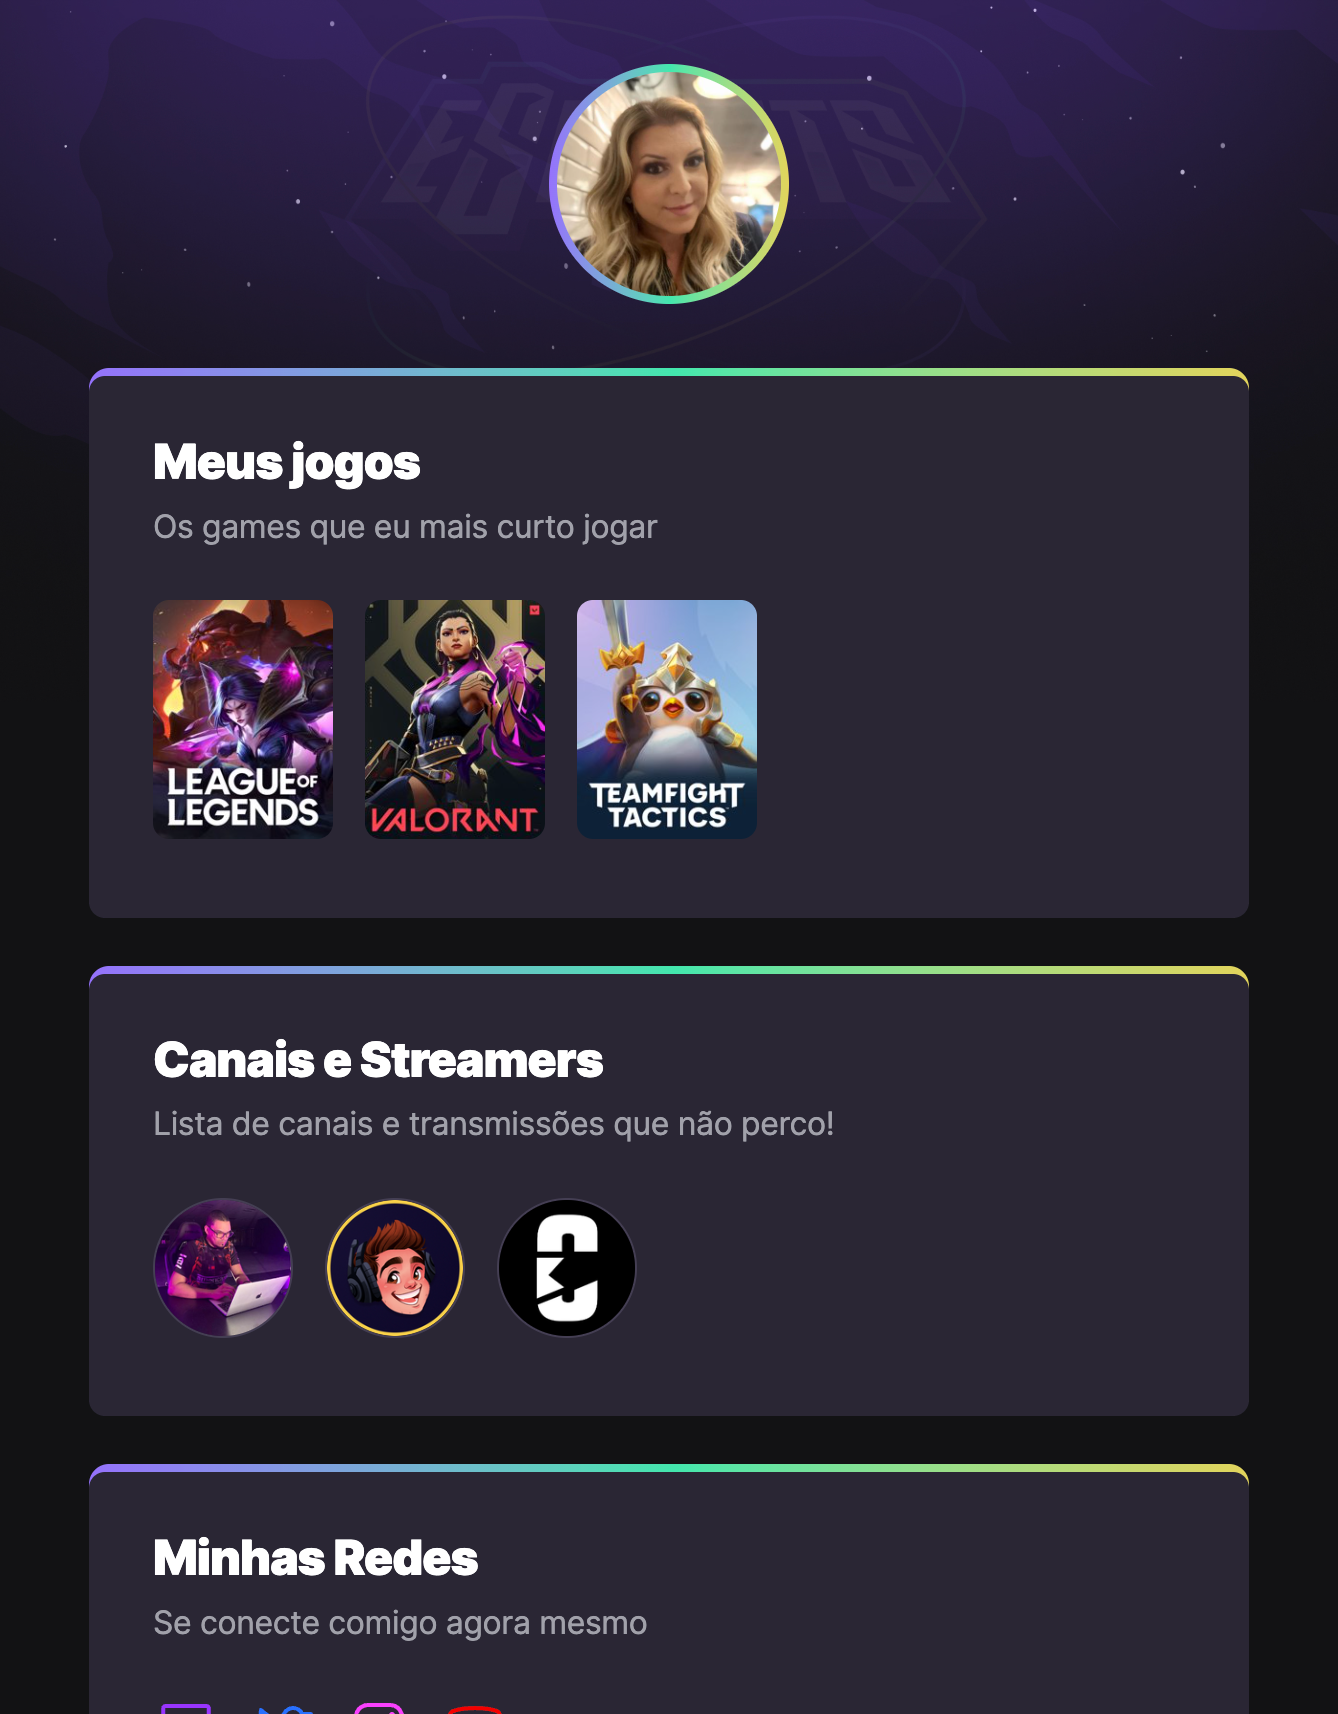 Meus jogos
Os games que eu mais curto jogar
LEAGUE OF
LEGENDS
VALORANT
TEAMFIGHT
TACTICS
Canais e Streamers
Lista de canais e transmissões que não perco!
Minhas Redes
Se conecte comigo agora mesmo